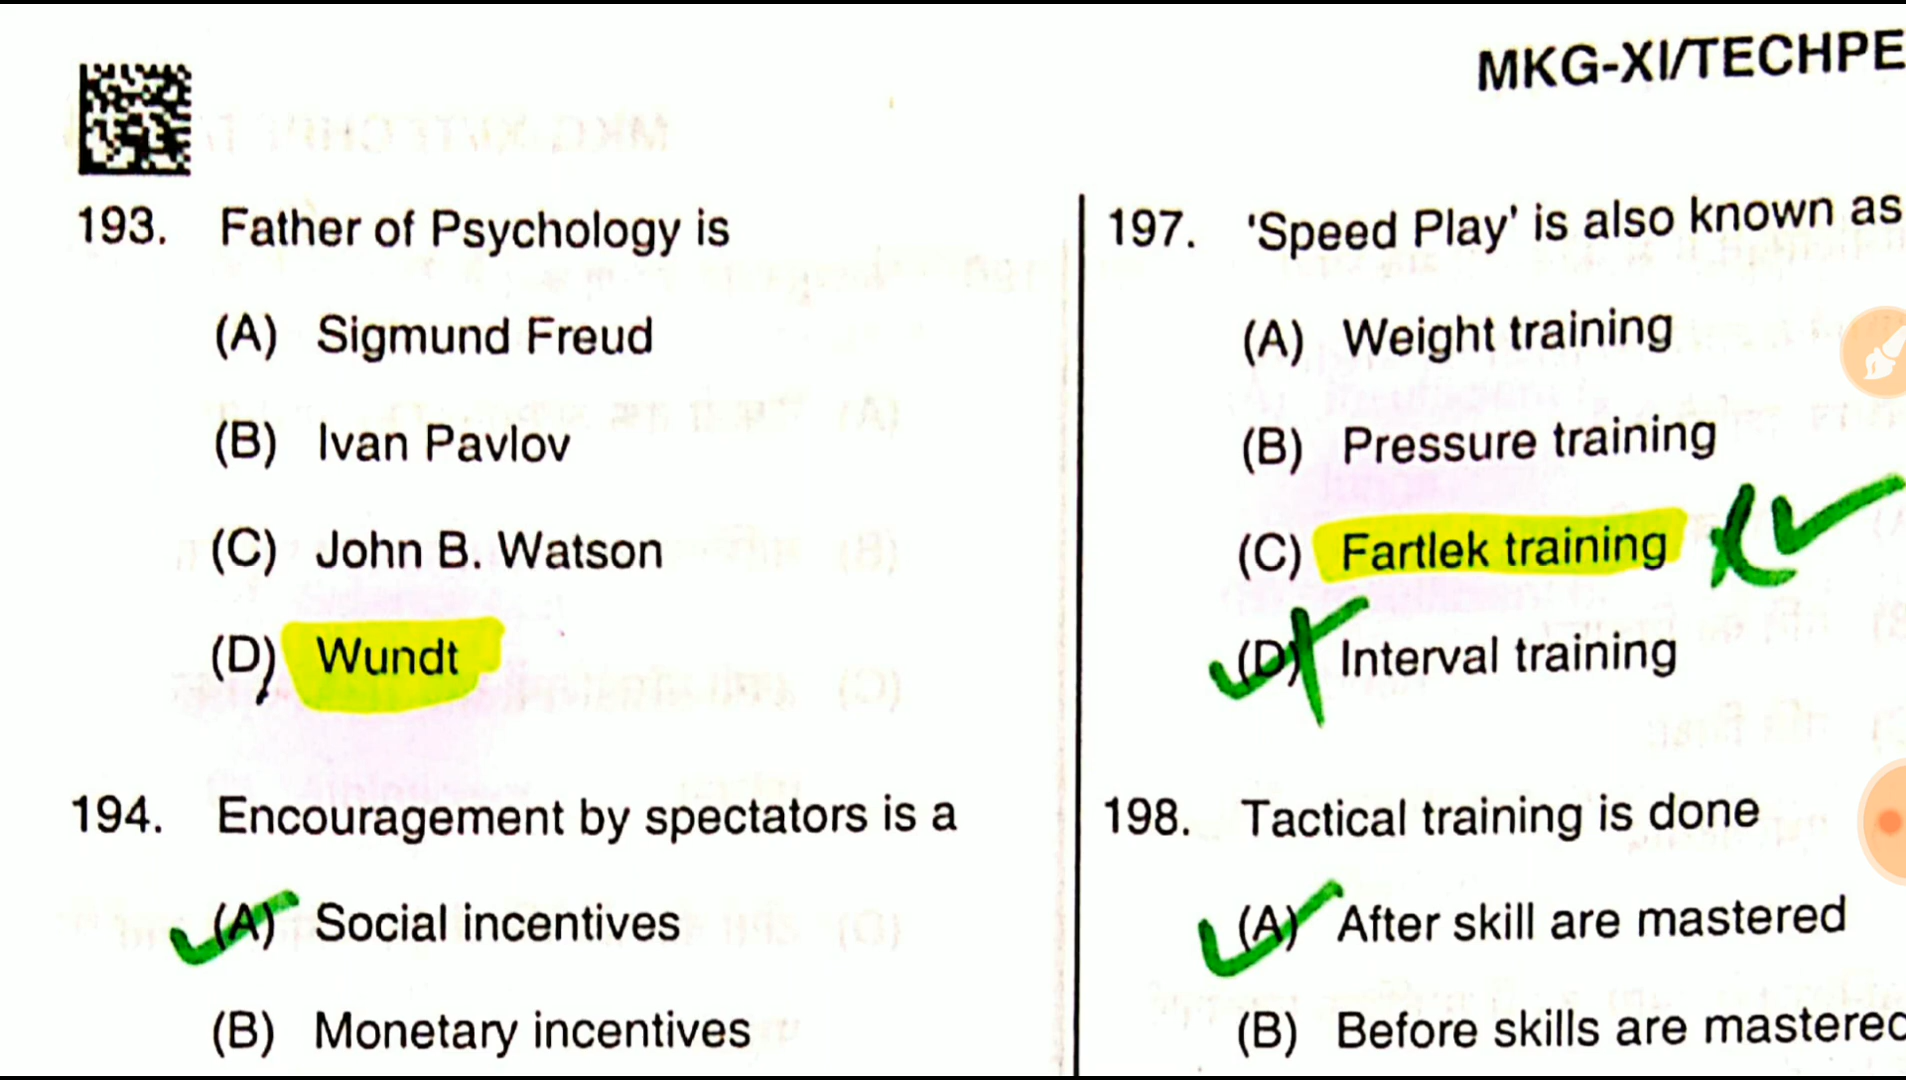 MKG-XI/TECHPE
193. Father of Psychology is
(A) Sigmund Freud
(B) Ivan Pavlov
(C) John B. Watson
(D) Wundt
194. Encouragement by spectators is a
(A) Social incentives
(B) Monetary incentives
197. 'Speed Play' is also known as
(A) Weight training
(B) Pressure training
(C) Fartlek training
(D) Interval training
198. Tactical training is done
(A) After skill are mastered
(B) Before skills are mastered